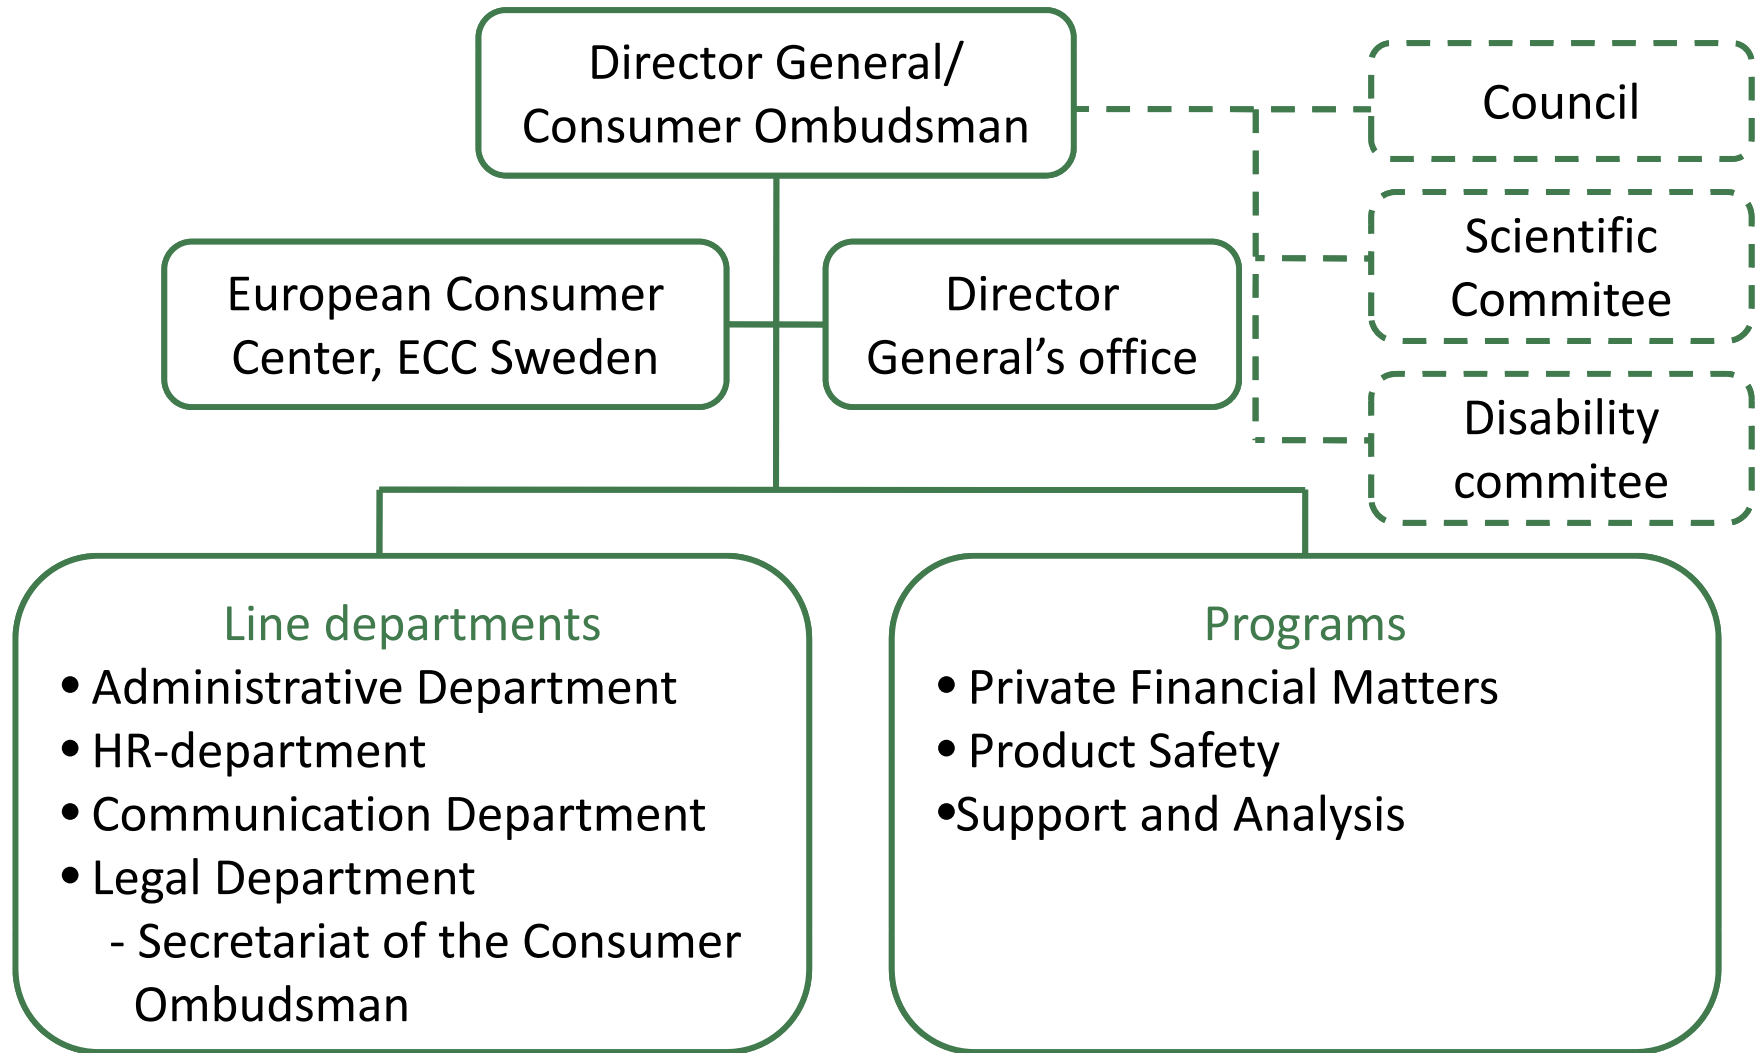 Director General/
Consumer Ombudsman
Council
Scientific
Commitee
European Consumer
Center, ECC Sweden
Director
General’s office
Disability
commitee
Line departments
• Administrative Department
• HR-department
• Communication Department
• Legal Department
- Secretariat of the Consumer
Ombudsman
Programs
• Private Financial Matters
• Product Safety
•Support and Analysis